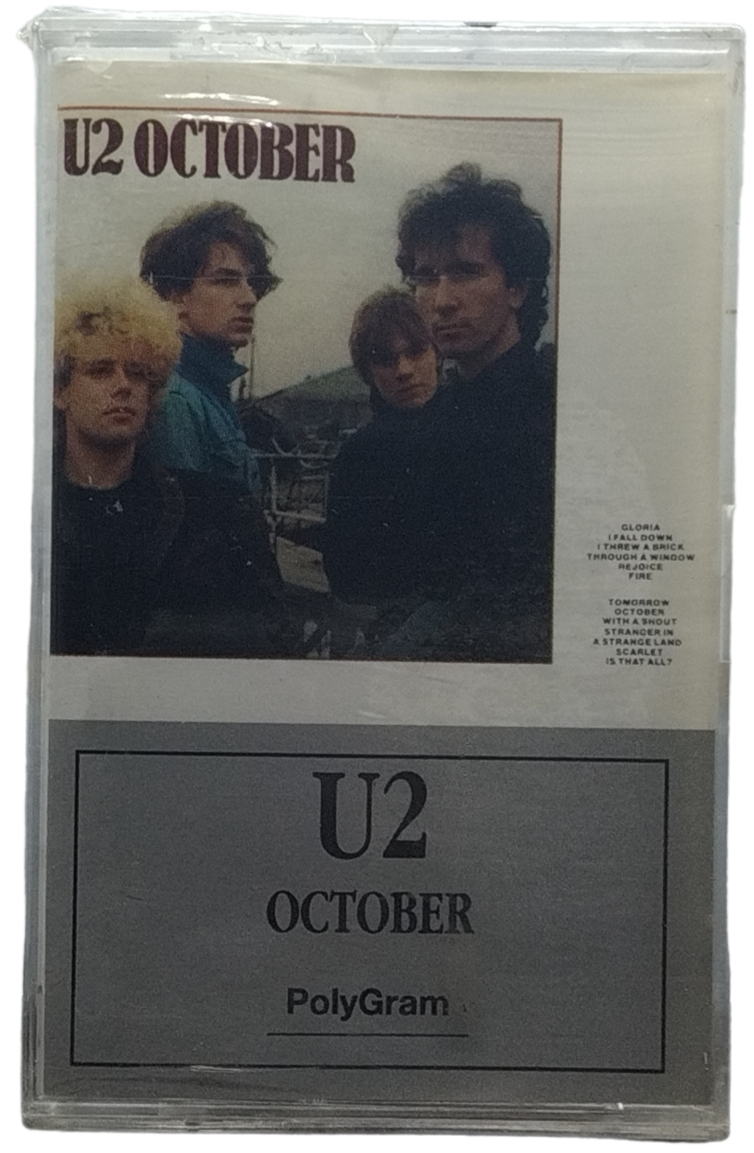 U2 OCTOBER
GLORIA
I FALL DOWN
I THREW A BRICK
THROUGH A WINDOW
REJOICE
FIRE
TOMORROW
OCTOBER
WITH A SHOUT
STRANGER IN
A STRANGE LAND
SCARLET
IS THAT ALL?
U2
OCTOBER
PolyGram